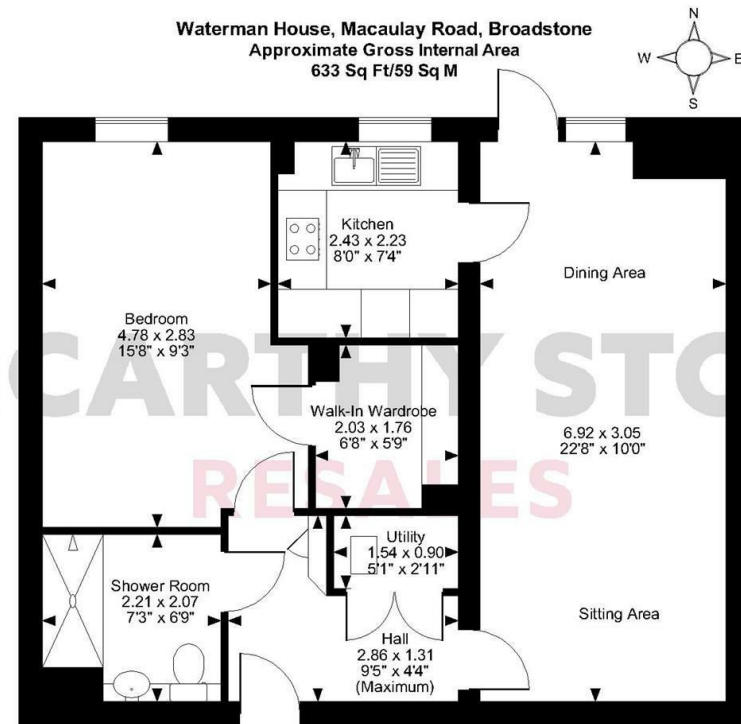 Waterman House, Macaulay Road, Broadstone
Approximate Gross Internal Area
633 Sq Ft/59 Sq M
N
W
E
S
Kitchen
2.43 x 2.23
8'0" x 7'4"
Dining Area
Bedroom
4.78 x 2.83
15'8" x 9'3"
CARTHY STO
Walk-In Wardrobe
2.03 x 1.76
6'8" x 5'9"
6.92 x 3.05
22'8" x 10'0"
RESALES
Utility
1.54 x 0.90
5'1" x 2'11"
Shower Room
2.21 x 2.07
7'3" x 6'9"
Sitting Area
Hall
2.86 x 1.31
9'5" x 4'4"
(Maximum)